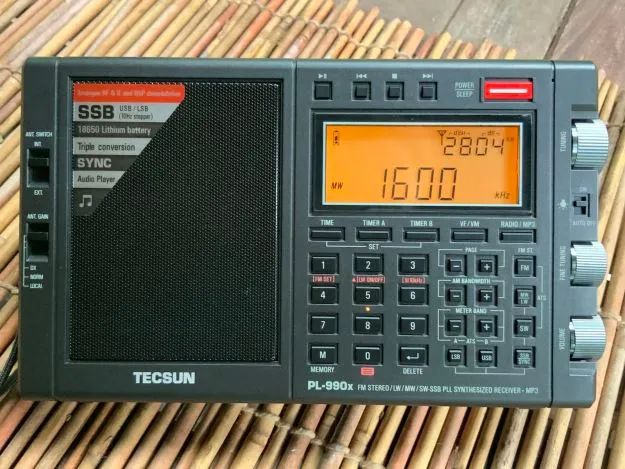 Analogue RF & IF and DSP demodulation
SSB USB / LSB
(10Hz stepper)
18650 Lithium battery
Triple conversion
SYNC
Audio Player
ANT. SWITCH
INT.
EXT.
ANT. GAIN
DX
NORM
LOCAL
TECSUN
POWER
SLEEP
2804
MW 1600 kHz
TIME TIMER A TIMER B VF/VM RADIO / MP3
SET
1 2 3
[FM SET] [LW ON/OFF] [9/10kHz]
4 5 6
7 8 9
M 0
MEMORY DELETE
PAGE
- +
AM BANDWIDTH
- +
METER BAND
- +
A ATS B
LSB USB
FM ST.
FM
MW
LW
ATS
SW
SSB
SYNC
TUNING
ON
AUTO OFF
FINE TUNING
VOLUME
PL-990x FM STEREO / LW / MW / SW-SSB PLL SYNTHESIZED RECEIVER - MP3